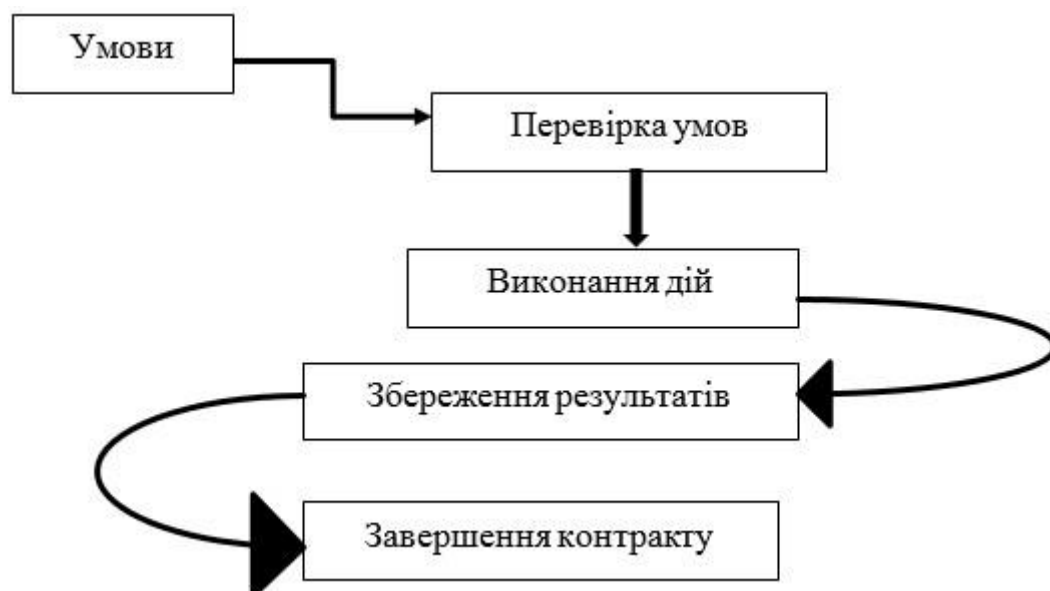 Умови
Перевірка умов
Виконання дій
Збереження результатів
Завершення контракту